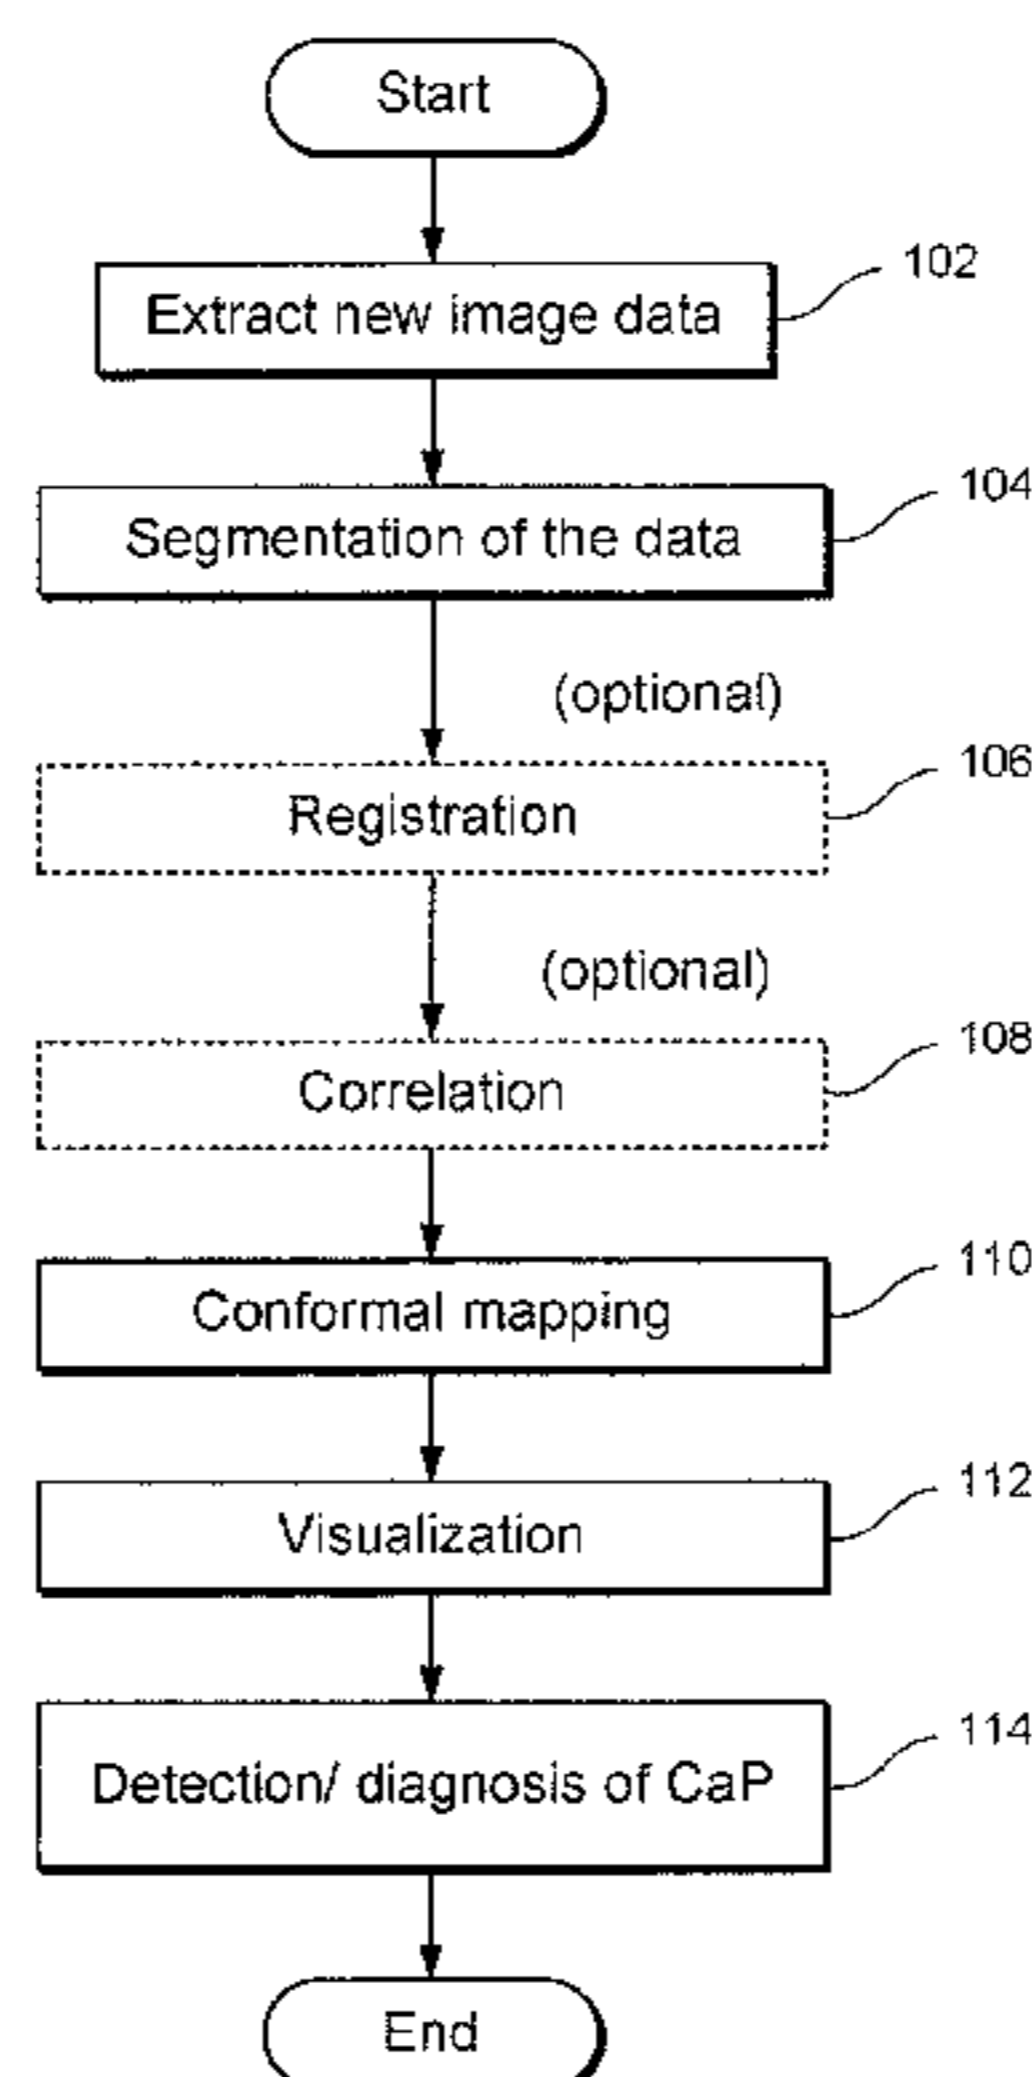 Start
102
Extract new image data
104
Segmentation of the data
(optional)
106
Registration
(optional)
108
Correlation
110
Conformal mapping
112
Visualization
114
Detection/ diagnosis of CaP
End